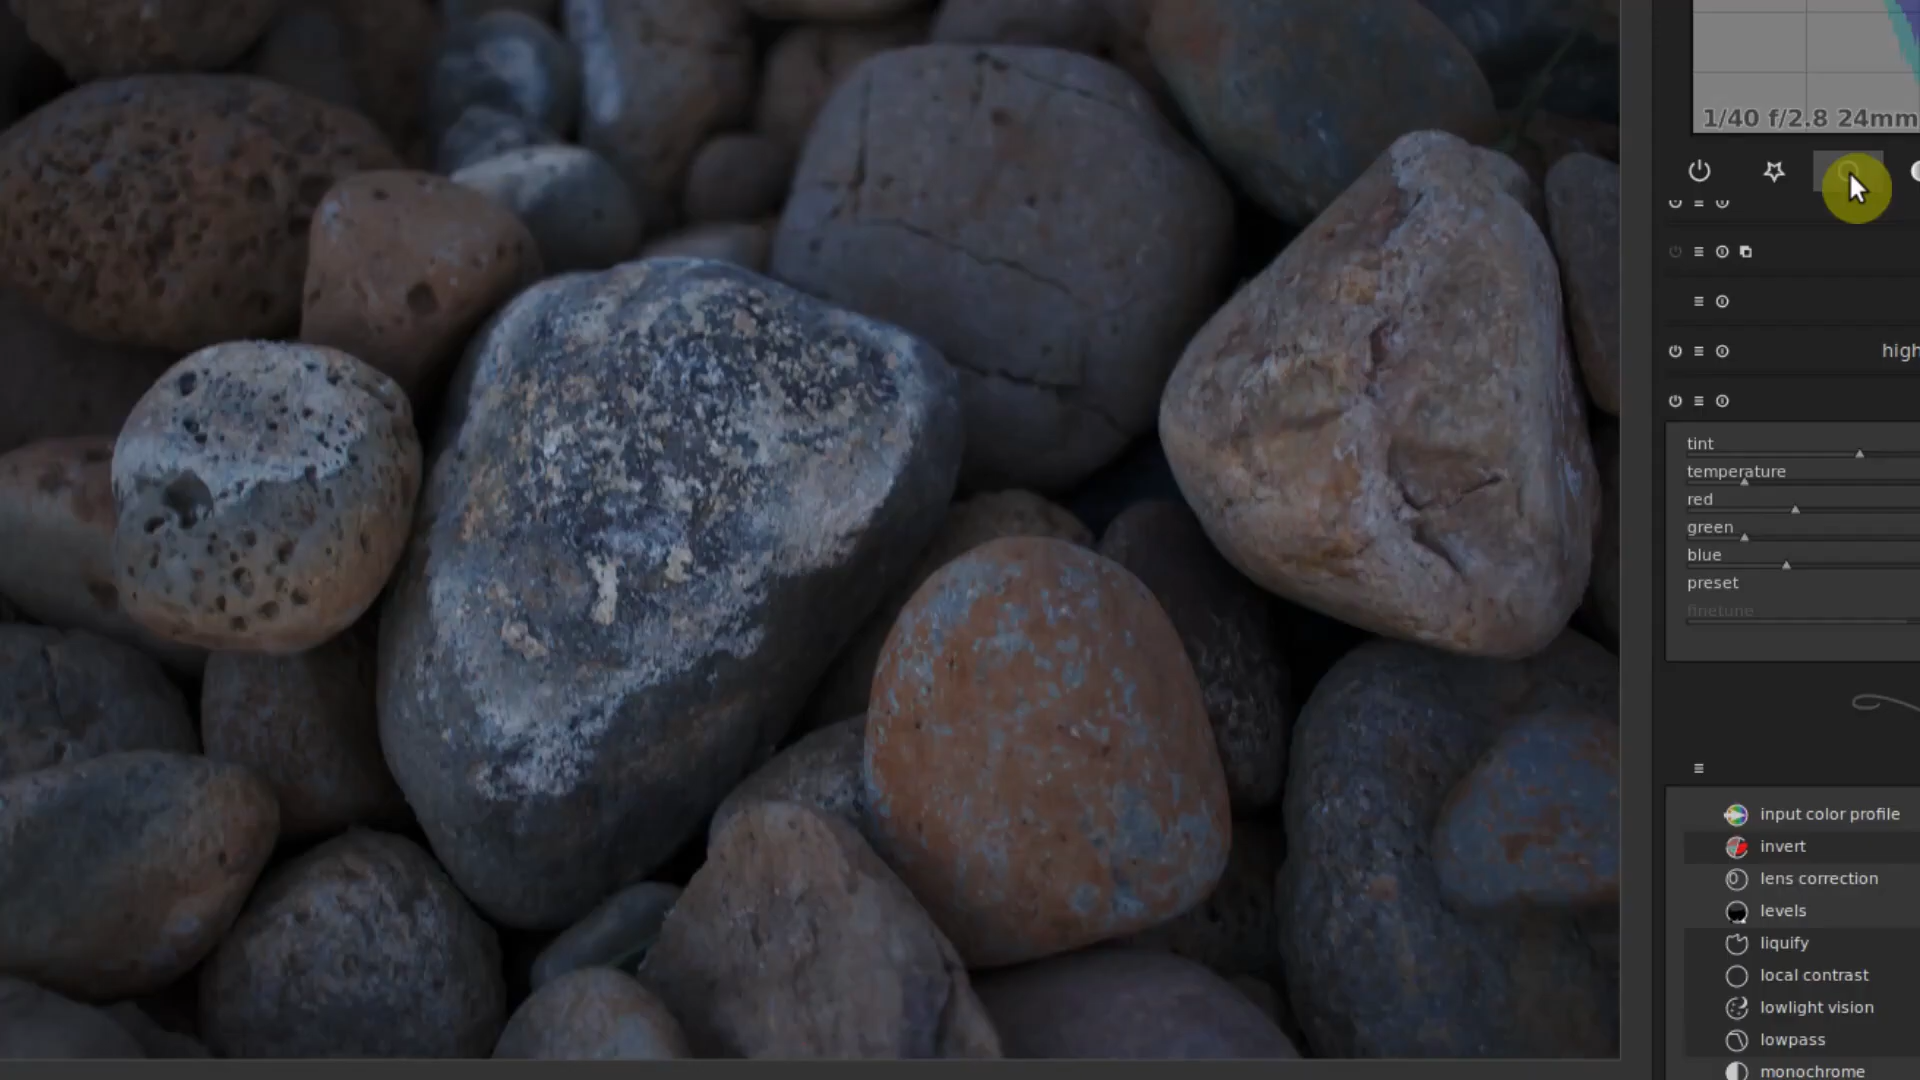 1/40 f/2.8 24mm
high
tint
temperature
red
green
blue
preset
finetune
input color profile
invert
lens correction
levels
liquify
local contrast
lowlight vision
lowpass
monochrome